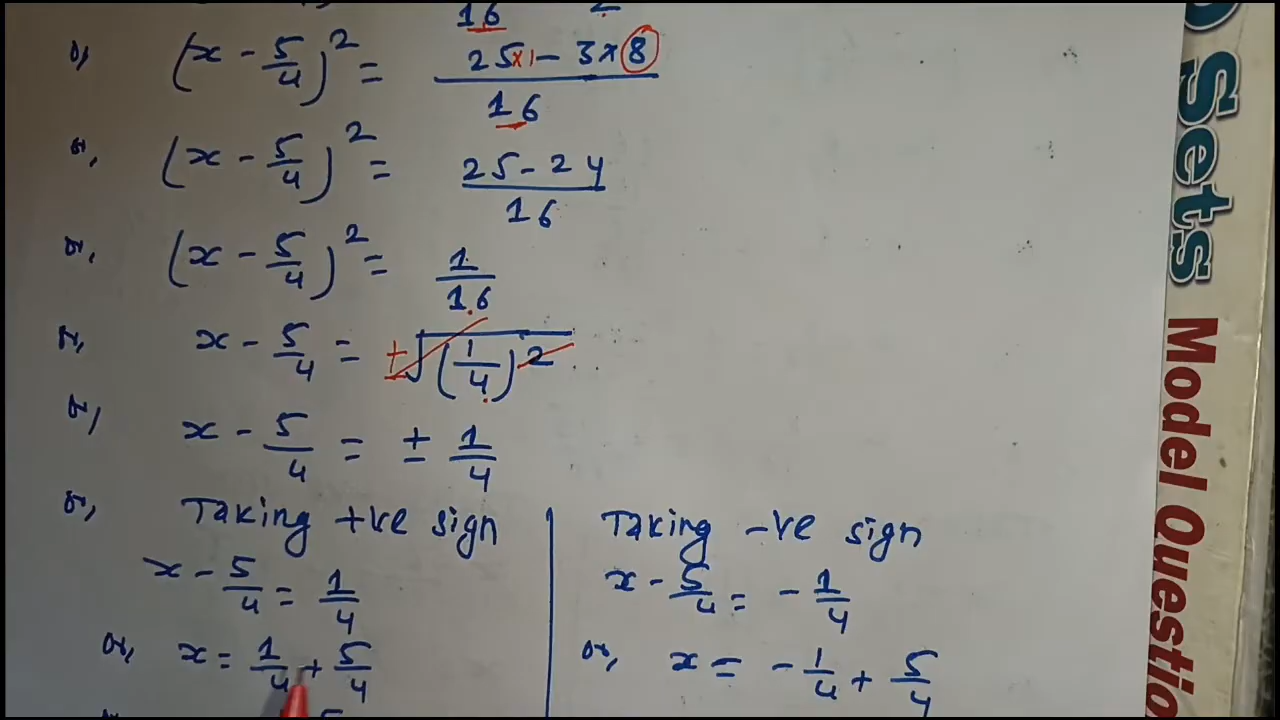 16 2
or, (x - 5/4)² = 25×1 - 3×8 / 16
or, (x - 5/4)² = 25 - 24 / 16
or, (x - 5/4)² = 1/16
or, x - 5/4 = ±√(1/4)²
or, x - 5/4 = ± 1/4
or, Taking +ve sign
x - 5/4 = 1/4
or, x = 1/4 + 5/4
Taking -ve sign
x - 5/4 = - 1/4
or, x = - 1/4 + 5/4
Sets Model Questio